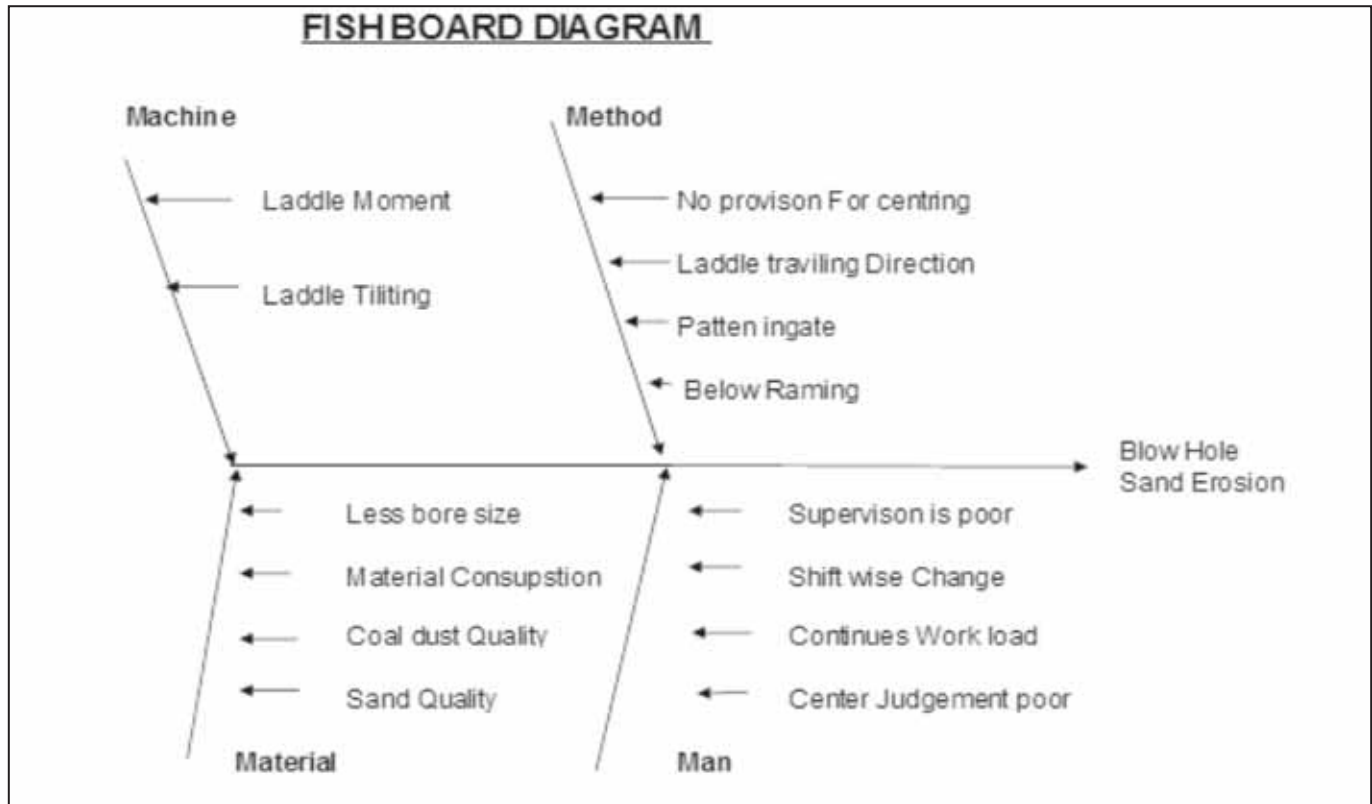 FISH BOARD DIAGRAM
Machine
Laddle Moment
Laddle Tiliting
Method
No provison For centring
Laddle traviling Direction
Patten ingate
Below Raming
Blow Hole
Sand Erosion
Less bore size
Material Consupstion
Coal dust Quality
Sand Quality
Material
Supervison is poor
Shift wise Change
Continues Work load
Center Judgement poor
Man